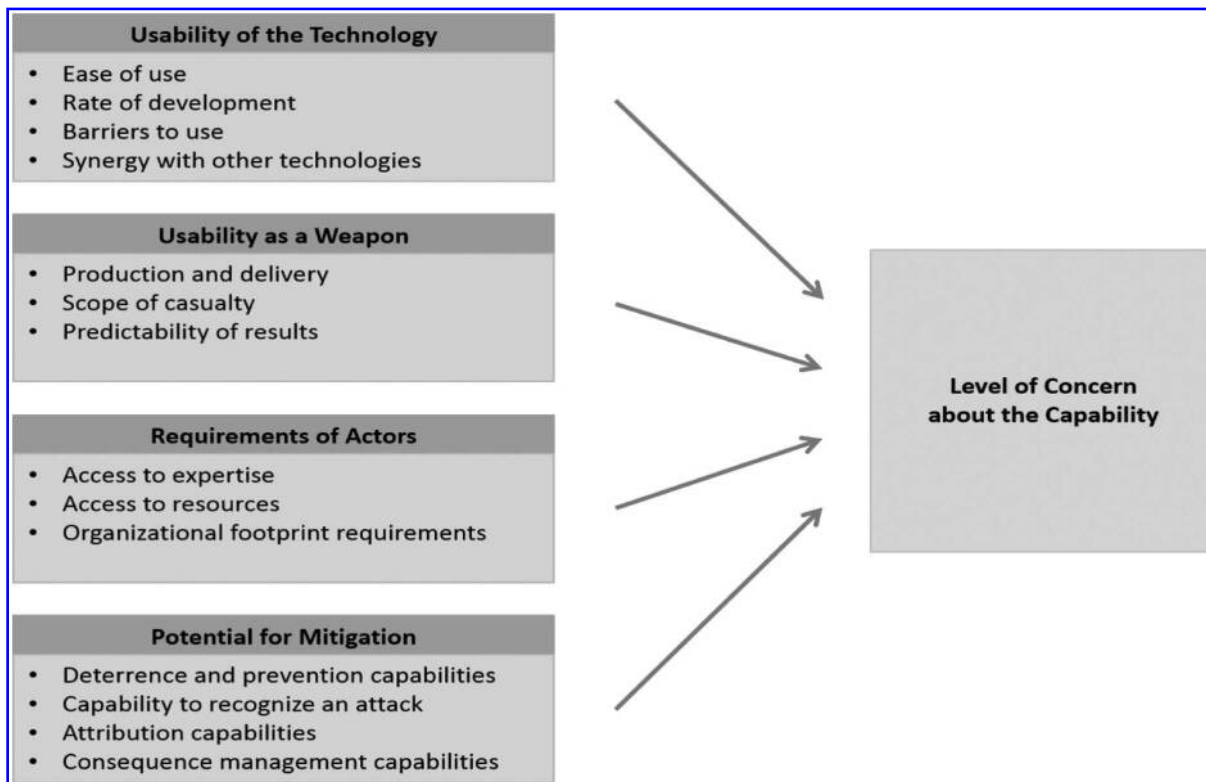 Usability of the Technology
• Ease of use
• Rate of development
• Barriers to use
• Synergy with other technologies
Usability as a Weapon
• Production and delivery
• Scope of casualty
• Predictability of results
Requirements of Actors
• Access to expertise
• Access to resources
• Organizational footprint requirements
Potential for Mitigation
• Deterrence and prevention capabilities
• Capability to recognize an attack
• Attribution capabilities
• Consequence management capabilities
Level of Concern
about the Capability